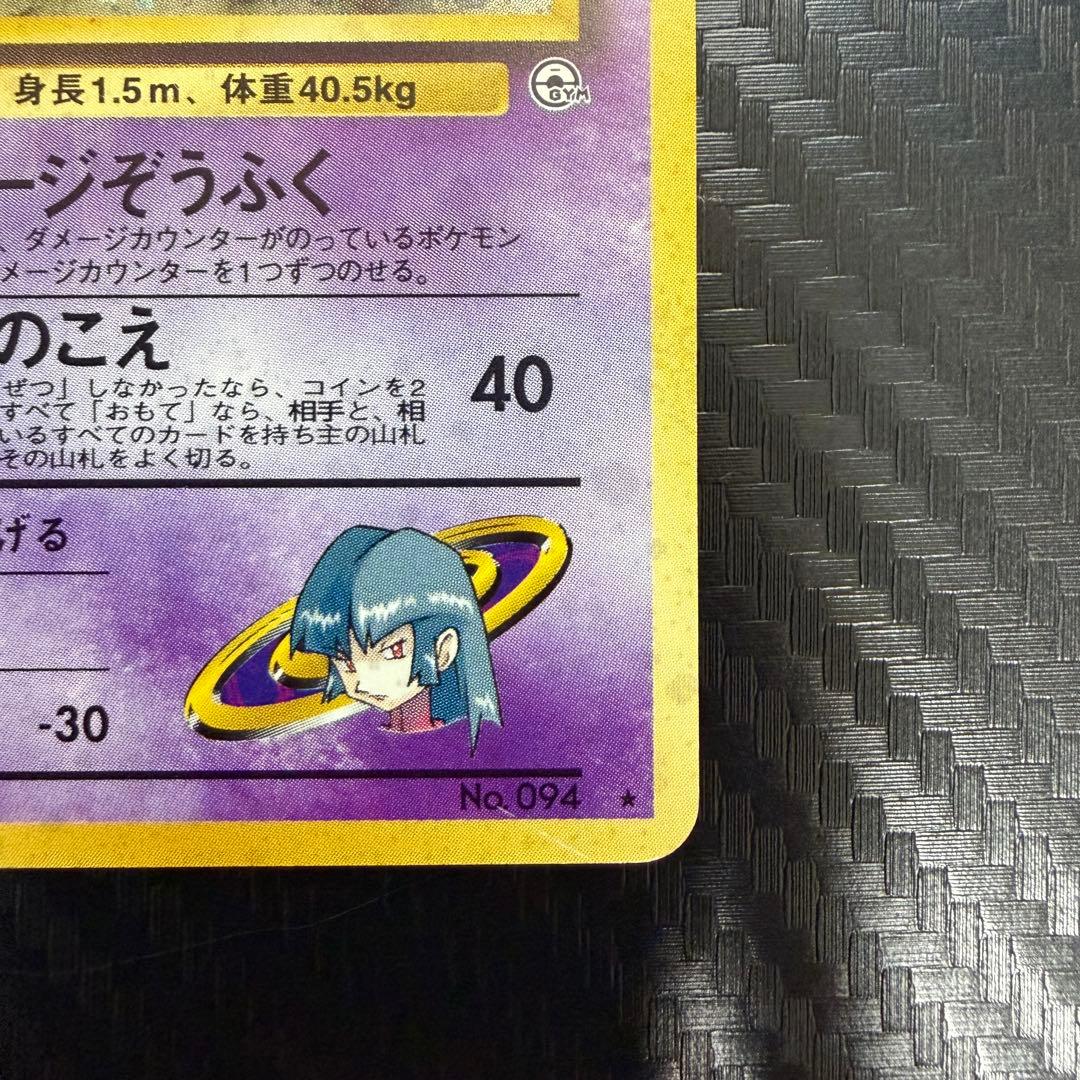 身長1.5m、体重40.5kg
GYM
ージぞうふく
、ダメージカウンターがのっているポケモン
メージカウンターを1つずつのせる。
のこえ
40
ぜつ」しなかったなら、コインを2
すべて「おもて」なら、相手と、相
いるすべてのカードを持ち主の山札
その山札をよく切る。
げる
-30
No. 094 ★